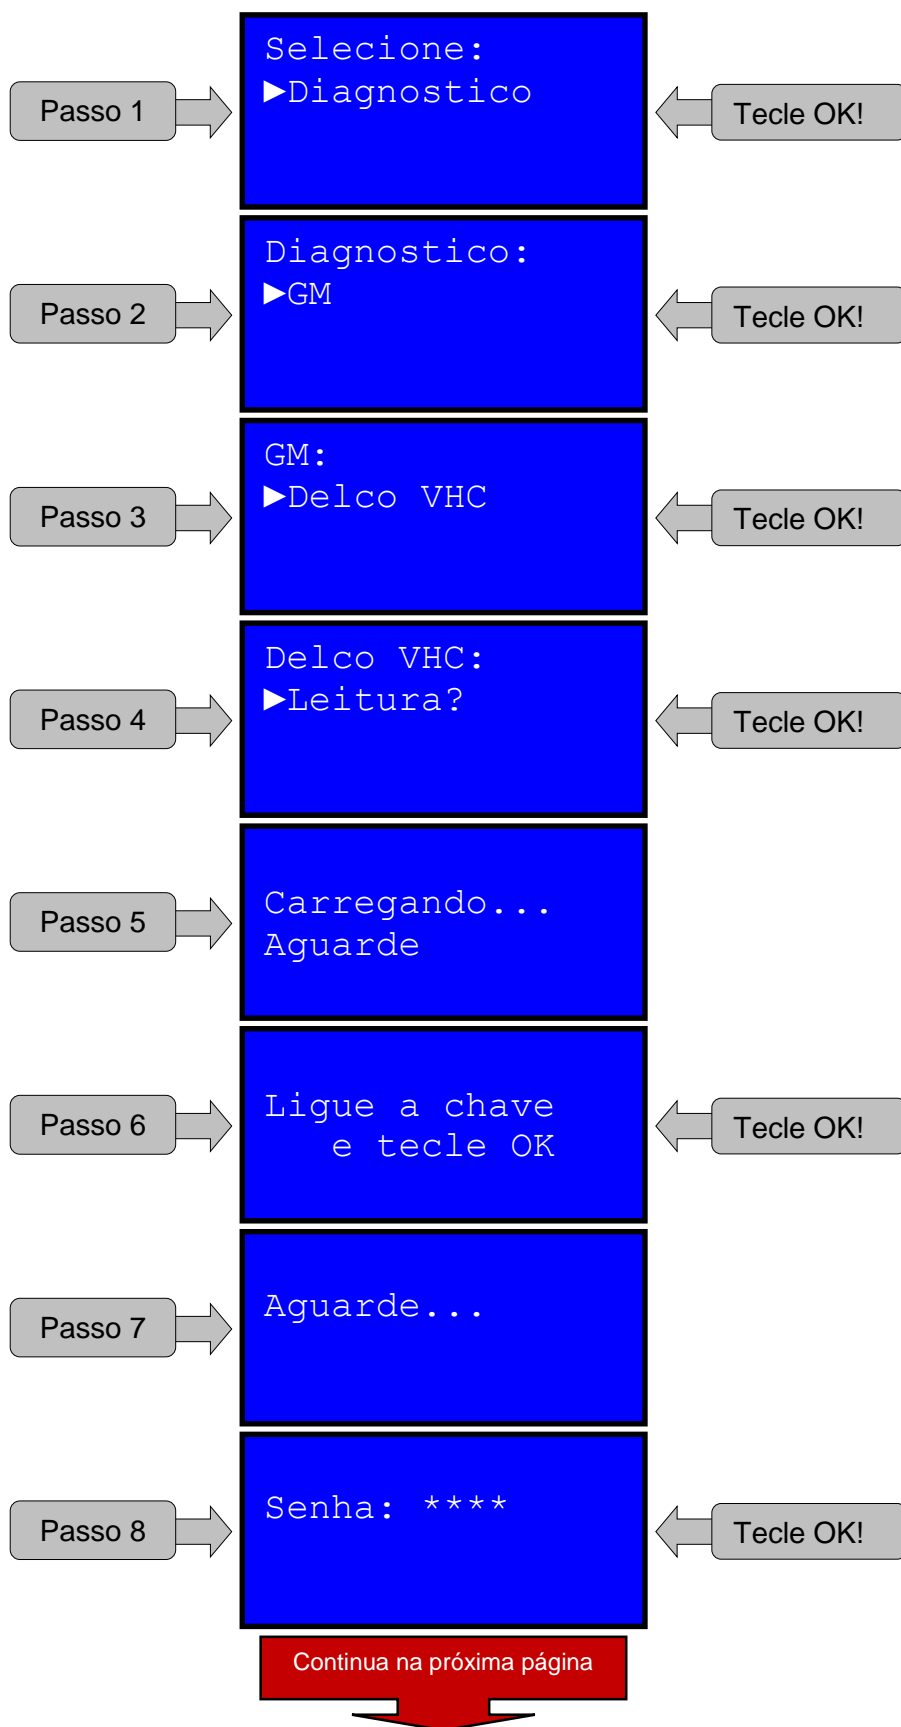 Selecione:
Passo 1
►Diagnostico
Tecle OK!
Diagnostico:
Passo 2
►GM
Tecle OK!
GM:
Passo 3
►Delco VHC
Tecle OK!
Delco VHC:
Passo 4
►Leitura?
Tecle OK!
Passo 5
Carregando...
Aguarde
Passo 6
Ligue a chave
e tecle OK
Tecle OK!
Passo 7
Aguarde...
Passo 8
Senha: ****
Tecle OK!
Continua na próxima página